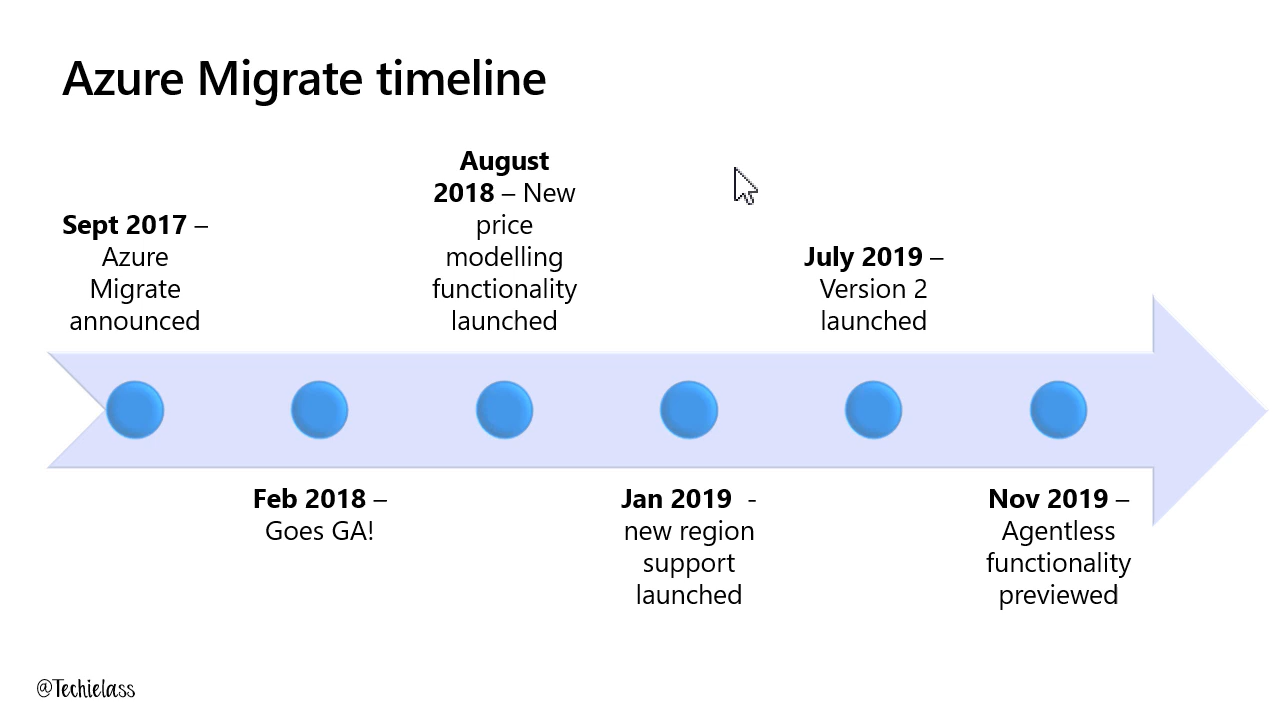 Azure Migrate timeline
Sept 2017 –
Azure
Migrate
announced
Feb 2018 –
Goes GA!
August
2018 – New
price
modelling
functionality
launched
Jan 2019  -
new region
support
launched
July 2019 –
Version 2
launched
Nov 2019 –
Agentless
functionality
previewed
@Techielass